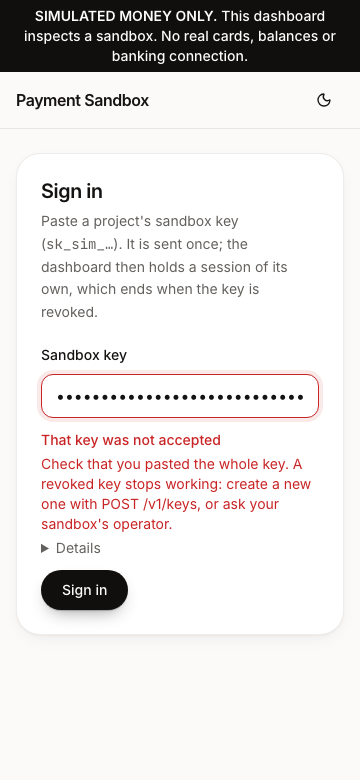 SIMULATED MONEY ONLY. This dashboard
inspects a sandbox. No real cards, balances or
banking connection.
Payment Sandbox
Sign in
Paste a project's sandbox key
(sk_sim_…). It is sent once; the
dashboard then holds a session of its
own, which ends when the key is
revoked.
Sandbox key
••••••••••••••••••••••••••••
That key was not accepted
Check that you pasted the whole key. A
revoked key stops working: create a new
one with POST /v1/keys, or ask your
sandbox's operator.
Details
Sign in